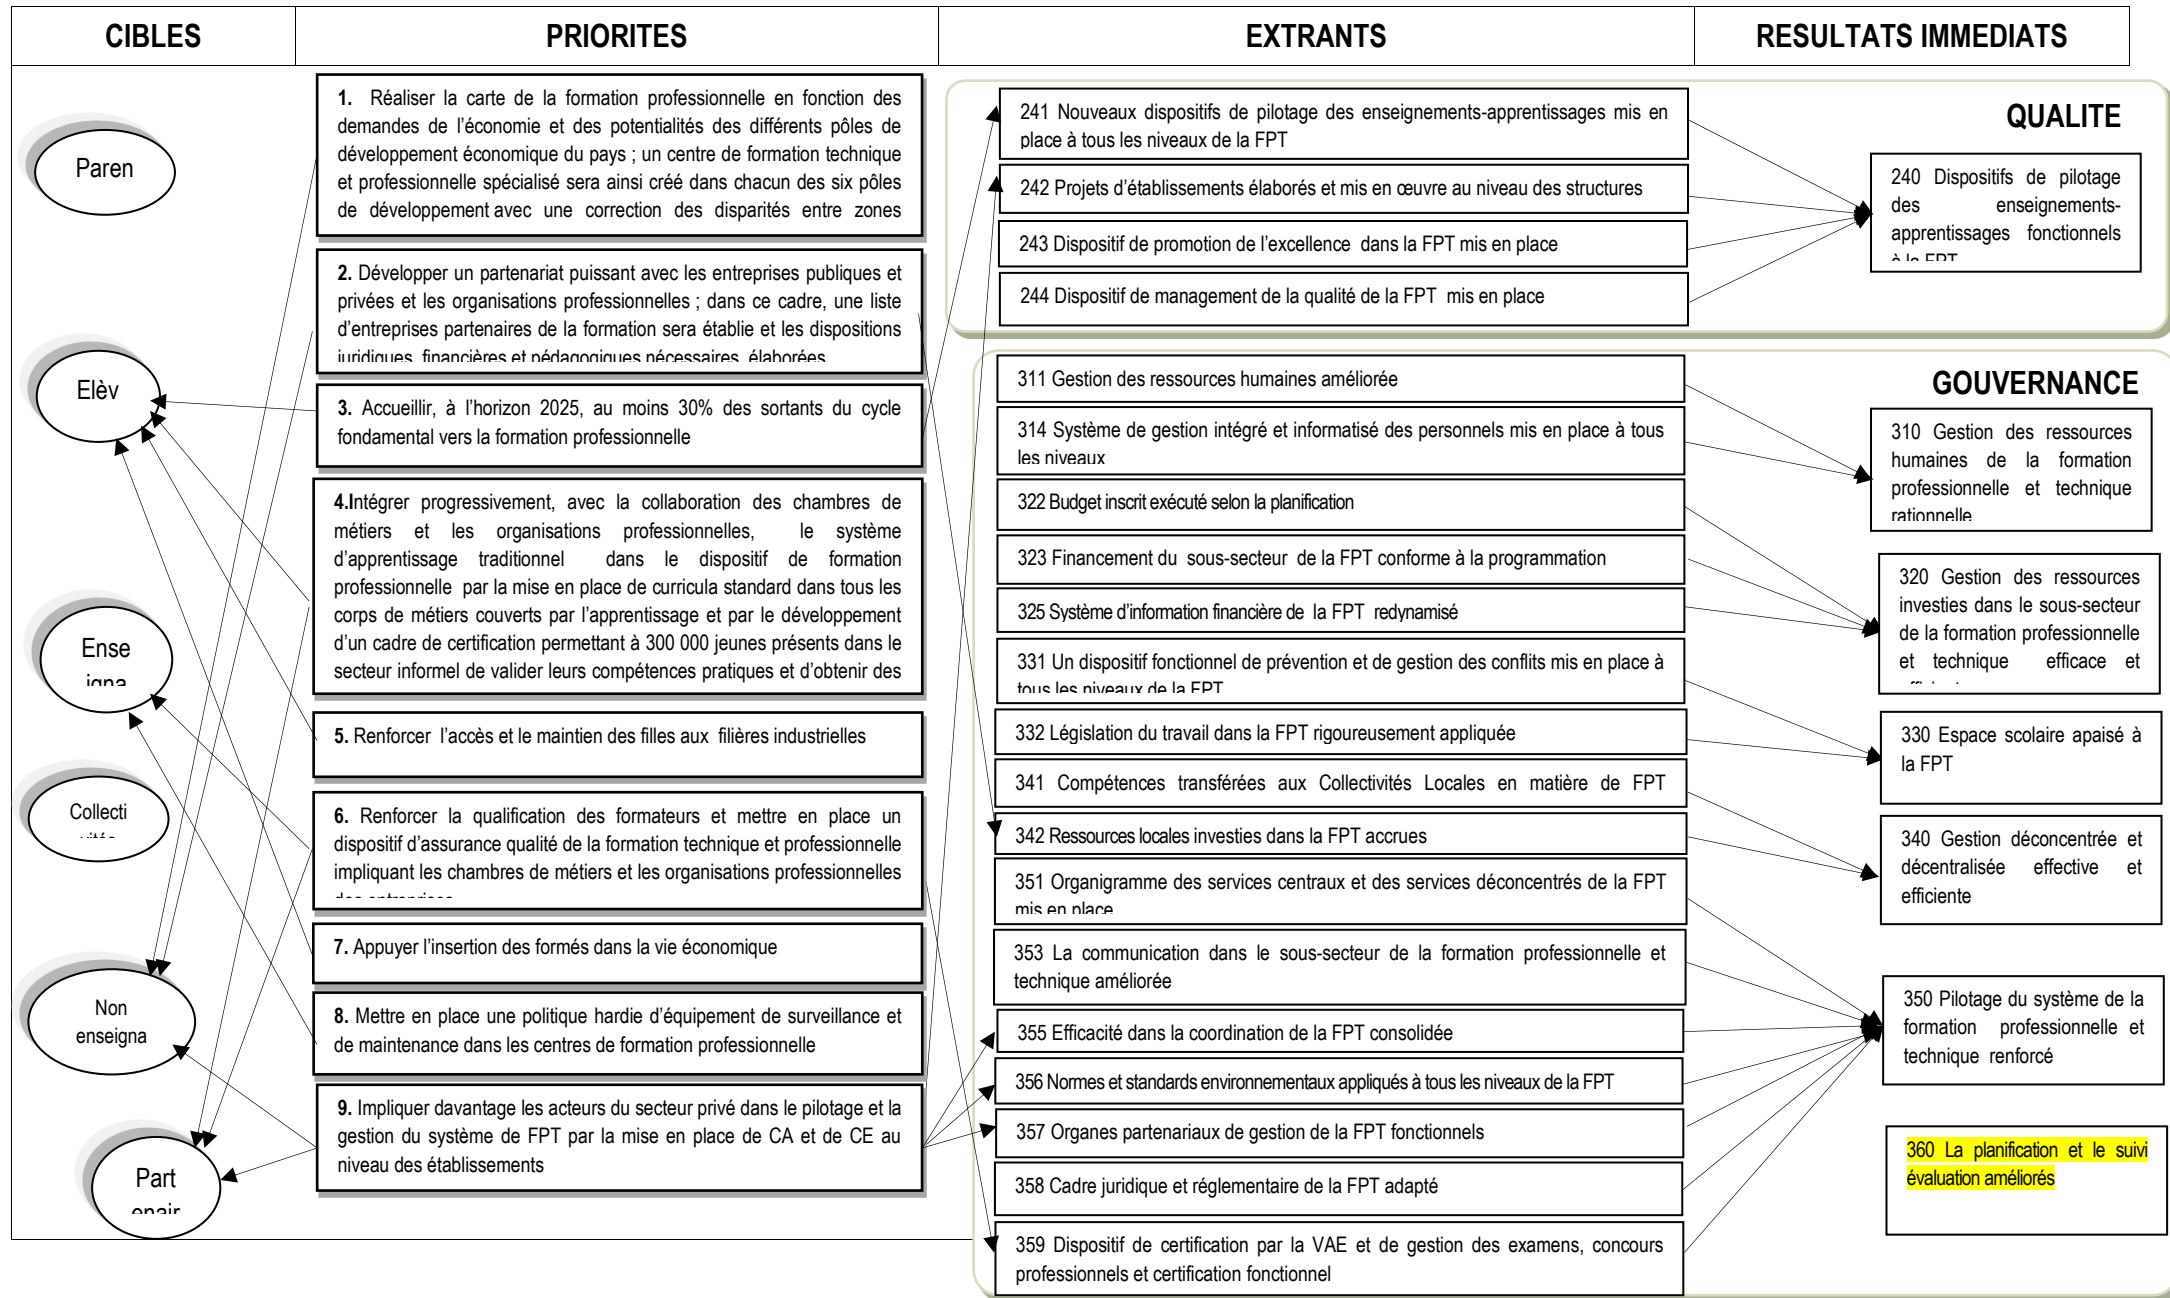 CIBLES
PRIORITES
EXTRANTS
RESULTATS IMMEDIATS
Paren
Elèv
Ense
igna
Collecti
vités
Non
enseigna
Part
enair
1. Réaliser la carte de la formation professionnelle en fonction des
demandes de l’économie et des potentialités des différents pôles de
développement économique du pays ; un centre de formation technique
et professionnelle spécialisé sera ainsi créé dans chacun des six pôles
de développement avec une correction des disparités entre zones
2. Développer un partenariat puissant avec les entreprises publiques et
privées et les organisations professionnelles ; dans ce cadre, une liste
d’entreprises partenaires de la formation sera établie et les dispositions
juridiques, financières et pédagogiques nécessaires, élaborées
3. Accueillir, à l’horizon 2025, au moins 30% des sortants du cycle
fondamental vers la formation professionnelle
4.Intégrer progressivement, avec la collaboration des chambres de
métiers et les organisations professionnelles, le système
d’apprentissage traditionnel dans le dispositif de formation
professionnelle par la mise en place de curricula standard dans tous les
corps de métiers couverts par l’apprentissage et par le développement
d’un cadre de certification permettant à 300 000 jeunes présents dans le
secteur informel de valider leurs compétences pratiques et d’obtenir des
5. Renforcer l’accès et le maintien des filles aux filières industrielles
6. Renforcer la qualification des formateurs et mettre en place un
dispositif d’assurance qualité de la formation technique et professionnelle
impliquant les chambres de métiers et les organisations professionnelles
des entreprises
7. Appuyer l’insertion des formés dans la vie économique
8. Mettre en place une politique hardie d’équipement de surveillance et
de maintenance dans les centres de formation professionnelle
9. Impliquer davantage les acteurs du secteur privé dans le pilotage et la
gestion du système de FPT par la mise en place de CA et de CE au
niveau des établissements
241 Nouveaux dispositifs de pilotage des enseignements-apprentissages mis en
place à tous les niveaux de la FPT
242 Projets d’établissements élaborés et mis en œuvre au niveau des structures
243 Dispositif de promotion de l’excellence dans la FPT mis en place
244 Dispositif de management de la qualité de la FPT mis en place
311 Gestion des ressources humaines améliorée
314 Système de gestion intégré et informatisé des personnels mis en place à tous
les niveaux
322 Budget inscrit exécuté selon la planification
323 Financement du sous-secteur de la FPT conforme à la programmation
325 Système d’information financière de la FPT redynamisé
331 Un dispositif fonctionnel de prévention et de gestion des conflits mis en place à
tous les niveaux de la FPT
332 Législation du travail dans la FPT rigoureusement appliquée
341 Compétences transférées aux Collectivités Locales en matière de FPT
342 Ressources locales investies dans la FPT accrues
351 Organigramme des services centraux et des services déconcentrés de la FPT
mis en place
353 La communication dans le sous-secteur de la formation professionnelle et
technique améliorée
355 Efficacité dans la coordination de la FPT consolidée
356 Normes et standards environnementaux appliqués à tous les niveaux de la FPT
357 Organes partenariaux de gestion de la FPT fonctionnels
358 Cadre juridique et réglementaire de la FPT adapté
359 Dispositif de certification par la VAE et de gestion des examens, concours
professionnels et certification fonctionnel
QUALITE
240 Dispositifs de pilotage
des enseignements-
apprentissages fonctionnels
à la FPT
GOUVERNANCE
310 Gestion des ressources
humaines de la formation
professionnelle et technique
rationnelle
320 Gestion des ressources
investies dans le sous-secteur
de la formation professionnelle
et technique efficace et
330 Espace scolaire apaisé à
la FPT
340 Gestion déconcentrée et
décentralisée effective et
efficiente
350 Pilotage du système de la
formation professionnelle et
technique renforcé
360 La planification et le suivi
évaluation améliorés